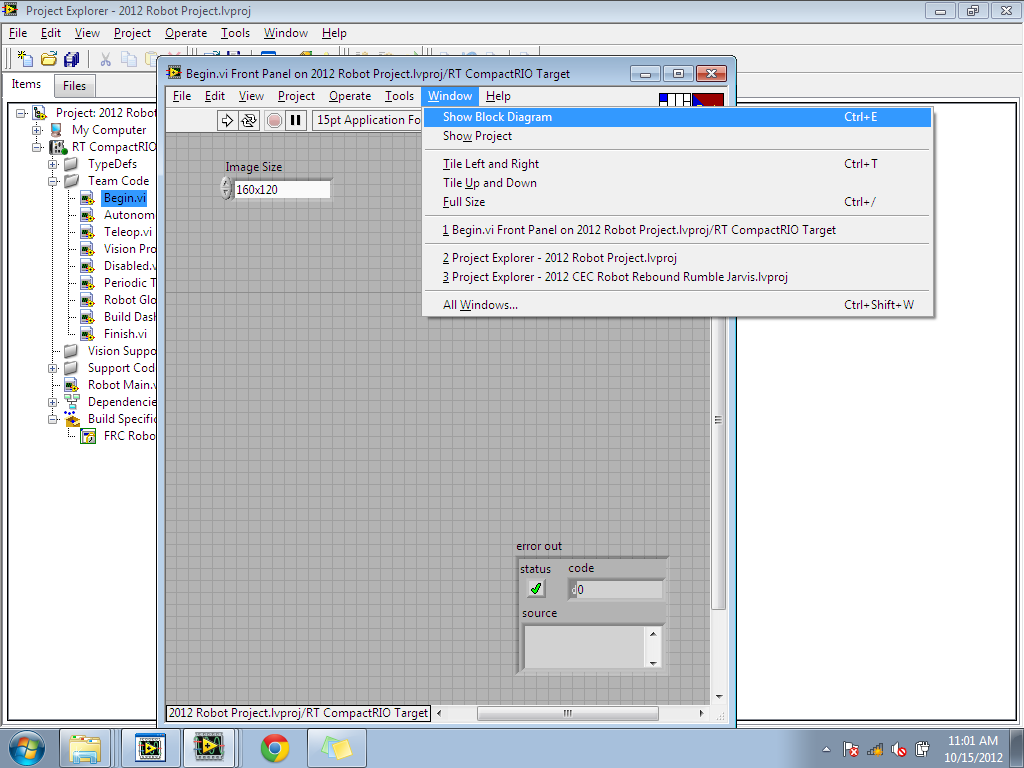 Project Explorer - 2012 Robot Project.lvproj
File Edit View Project Operate Tools Window Help
Items Files
Project: 2012 Robot
My Computer
RT CompactRIO
TypeDefs
Team Code
Begin.vi
Autonom
Teleop.vi
Vision Pro
Disabled.v
Periodic T
Robot Glo
Build Dash
Finish.vi
Vision Suppo
Support Cod
Robot Main.v
Dependencie
Build Specific
FRC Robo
Begin.vi Front Panel on 2012 Robot Project.lvproj/RT CompactRIO Target
File Edit View Project Operate Tools Window Help
15pt Application Fo
Show Block Diagram Ctrl+E
Show Project
Tile Left and Right Ctrl+T
Tile Up and Down
Full Size Ctrl+/
1 Begin.vi Front Panel on 2012 Robot Project.lvproj/RT CompactRIO Target
2 Project Explorer - 2012 Robot Project.lvproj
3 Project Explorer - 2012 CEC Robot Rebound Rumble Jarvis.lvproj
All Windows... Ctrl+Shift+W
Image Size
160x120
error out
status code
0
source
2012 Robot Project.lvproj/RT CompactRIO Target
11:01 AM
10/15/2012